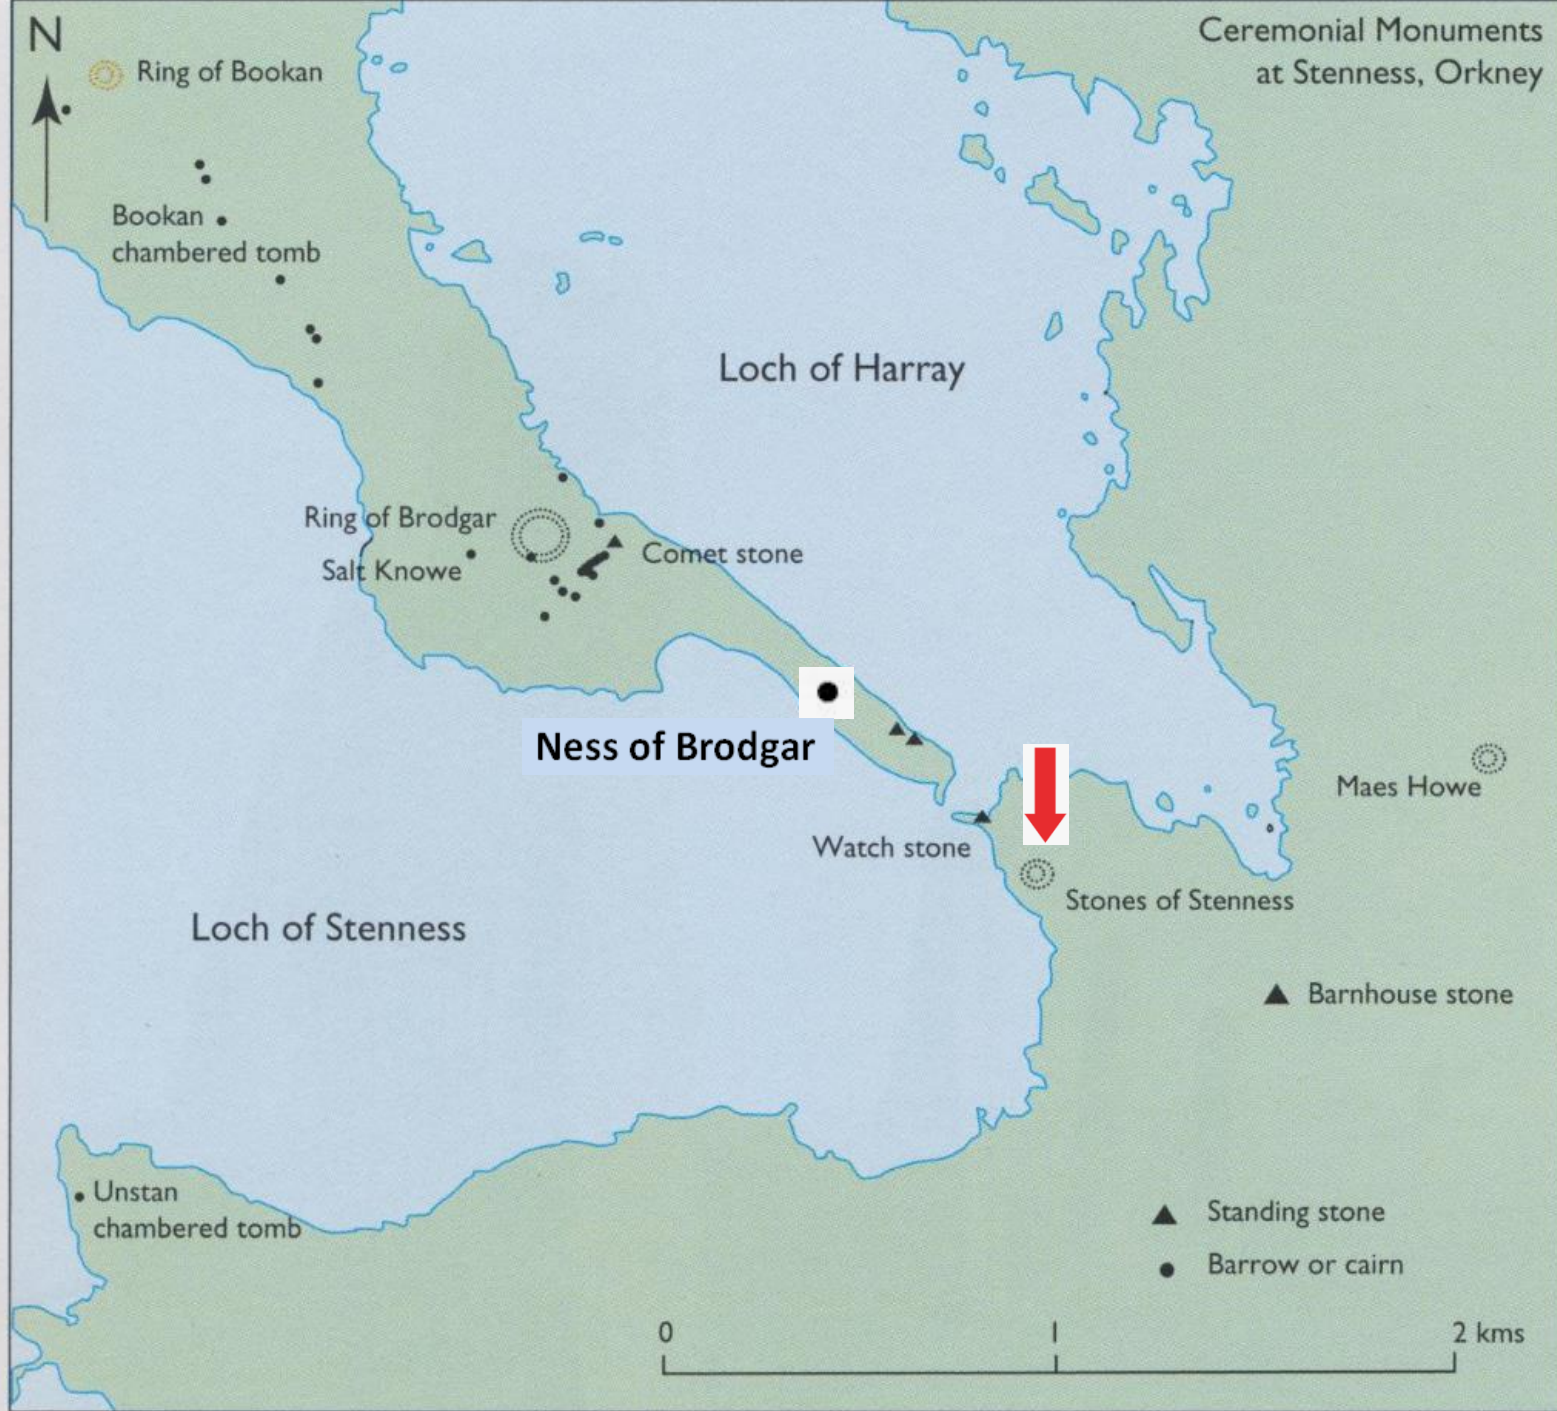 N
Ceremonial Monuments
at Stenness, Orkney
Ring of Bookan
Bookan
chambered tomb
Loch of Harray
Ring of Brodgar
Salt Knowe
Comet stone
Ness of Brodgar
Maes Howe
Watch stone
Stones of Stenness
Loch of Stenness
Barnhouse stone
Unstan
chambered tomb
Standing stone
Barrow or cairn
0 1 2 kms